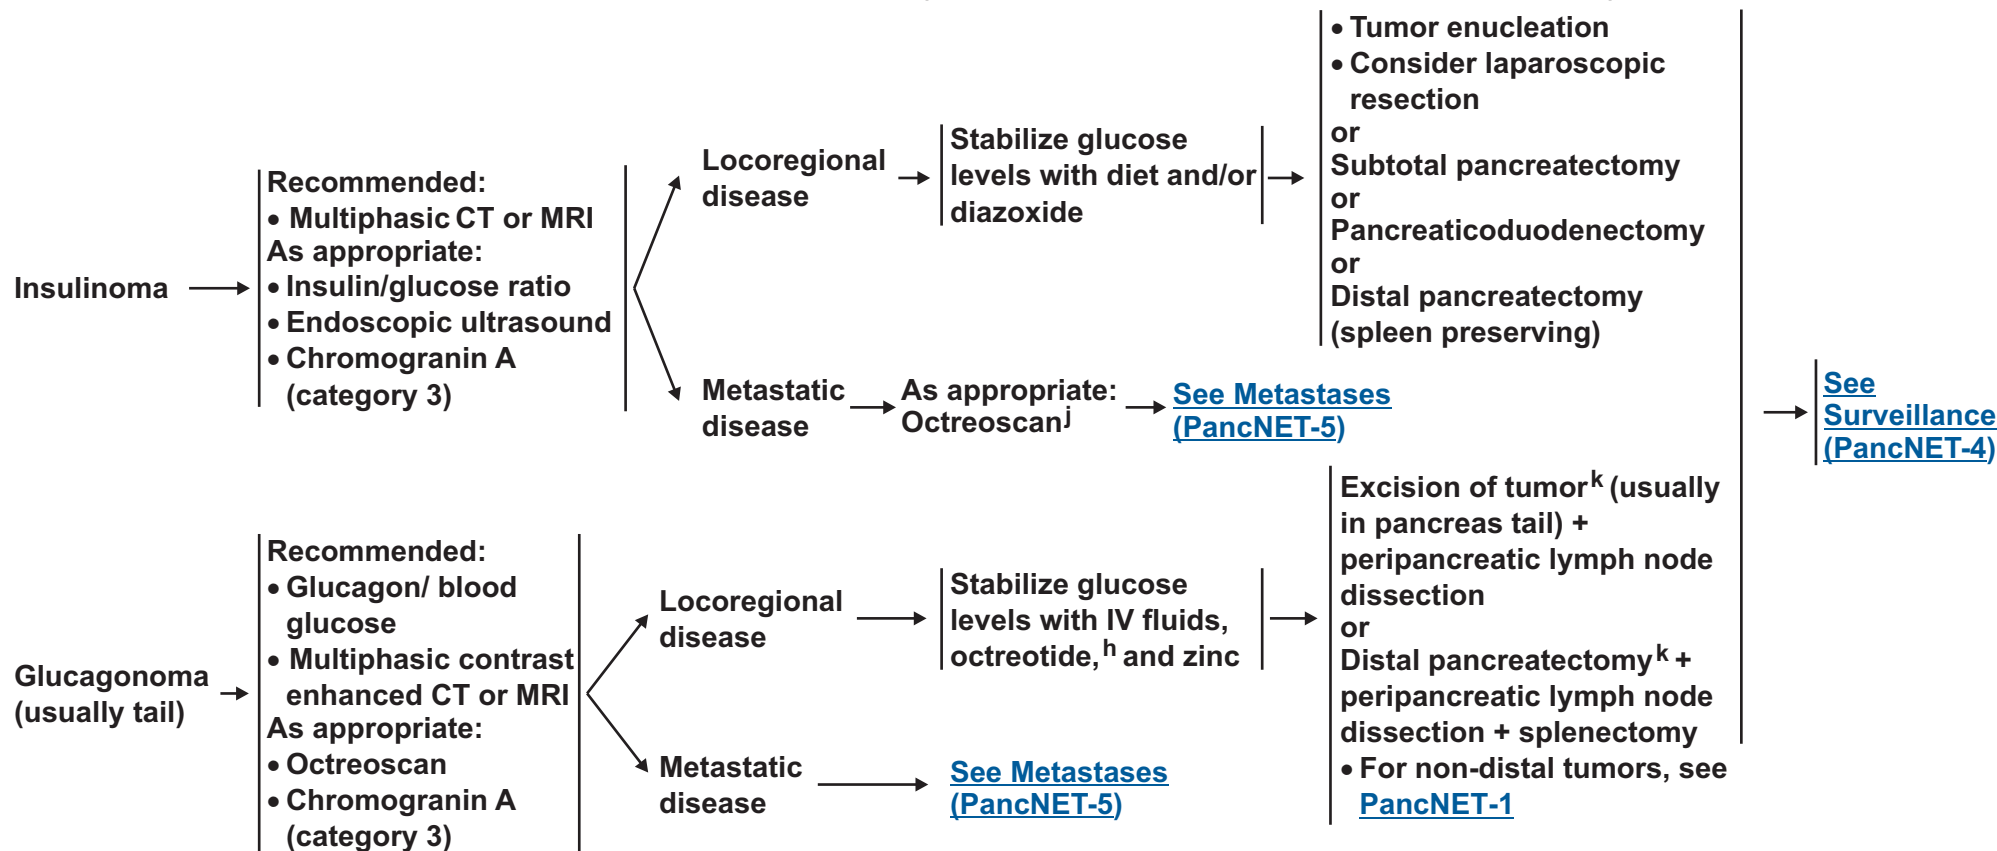 Insulinoma
Recommended:
• Multiphasic CT or MRI
As appropriate:
• Insulin/glucose ratio
• Endoscopic ultrasound
• Chromogranin A
(category 3)
Locoregional
disease
Stabilize glucose
levels with diet and/or
diazoxide
• Tumor enucleation
• Consider laparoscopic
resection
or
Subtotal pancreatectomy
or
Pancreaticoduodenectomy
or
Distal pancreatectomy
(spleen preserving)
Metastatic
disease
As appropriate:
Octreoscanj
See Metastases
(PancNET-5)
See
Surveillance
(PancNET-4)
Glucagonoma
(usually tail)
Recommended:
• Glucagon/ blood
glucose
• Multiphasic contrast
enhanced CT or MRI
As appropriate:
• Octreoscan
• Chromogranin A
(category 3)
Locoregional
disease
Stabilize glucose
levels with IV fluids,
octreotide,h and zinc
Excision of tumork (usually
in pancreas tail) +
peripancreatic lymph node
dissection
or
Distal pancreatectomyk +
peripancreatic lymph node
dissection + splenectomy
• For non-distal tumors, see
PancNET-1
Metastatic
disease
See Metastases
(PancNET-5)